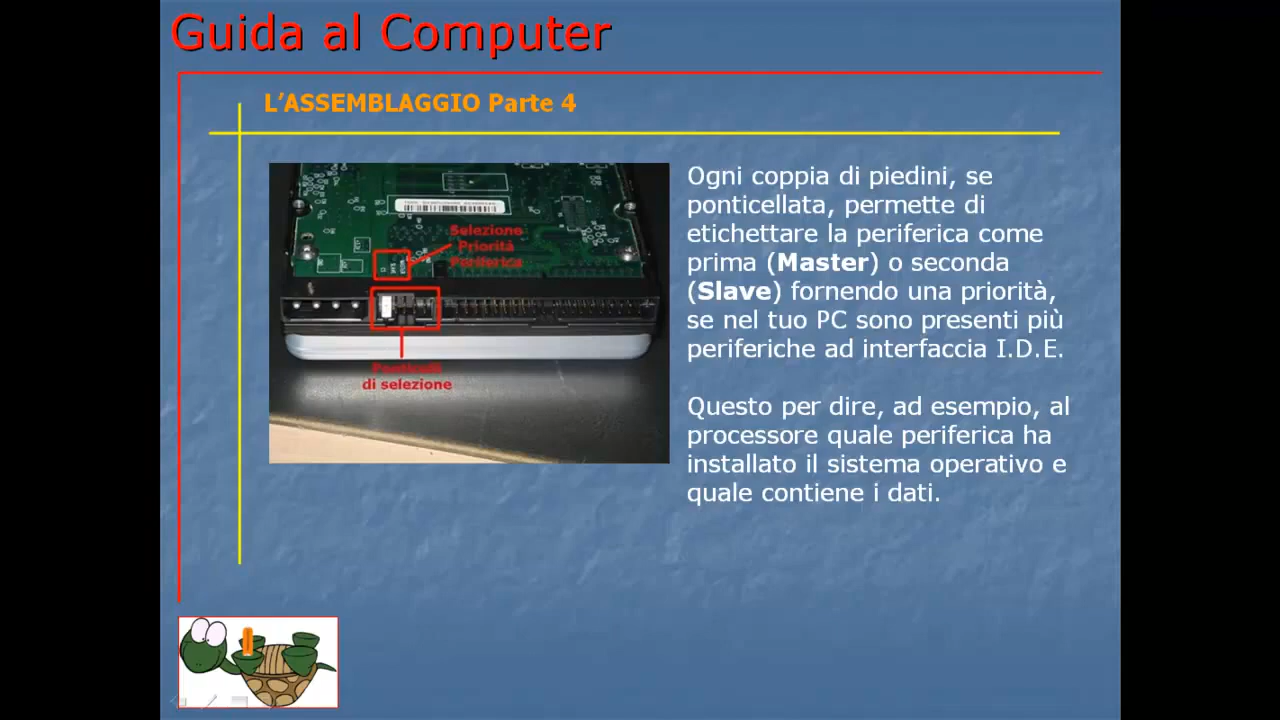 Guida al Computer
L'ASSEMBLAGGIO Parte 4
Selezione
Priorità
Periferica
Ponticelli
di selezione
Ogni coppia di piedini, se
ponticellata, permette di
etichettare la periferica come
prima (Master) o seconda
(Slave) fornendo una priorità,
se nel tuo PC sono presenti più
periferiche ad interfaccia I.D.E.
Questo per dire, ad esempio, al
processore quale periferica ha
installato il sistema operativo e
quale contiene i dati.